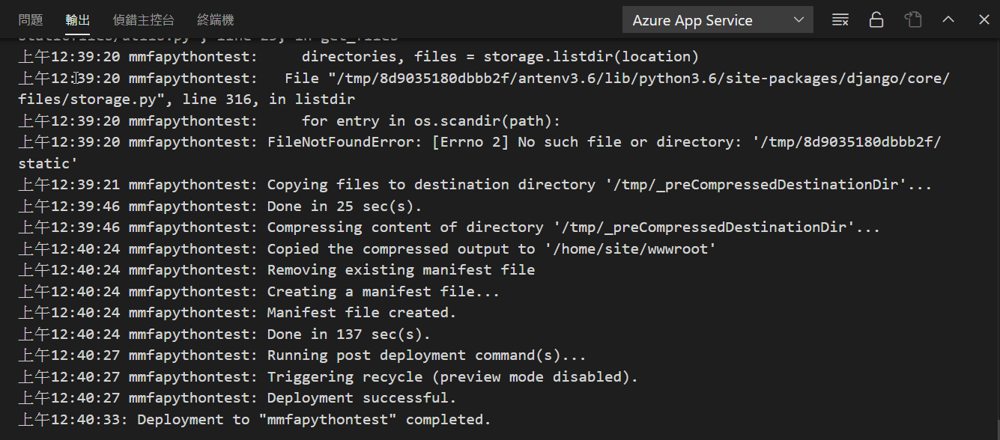 問題 輸出 偵錯主控台 終端機 Azure App Service
staticfiles/utils.py", line 29, in get_files
上午12:39:20 mmfapythontest:     directories, files = storage.listdir(location)
上午12:39:20 mmfapythontest:   File "/tmp/8d9035180dbbb2f/antenv3.6/lib/python3.6/site-packages/django/core/
files/storage.py", line 316, in listdir
上午12:39:20 mmfapythontest:     for entry in os.scandir(path):
上午12:39:20 mmfapythontest: FileNotFoundError: [Errno 2] No such file or directory: '/tmp/8d9035180dbbb2f/
static'
上午12:39:21 mmfapythontest: Copying files to destination directory '/tmp/_preCompressedDestinationDir'...
上午12:39:46 mmfapythontest: Done in 25 sec(s).
上午12:39:46 mmfapythontest: Compressing content of directory '/tmp/_preCompressedDestinationDir'...
上午12:40:24 mmfapythontest: Copied the compressed output to '/home/site/wwwroot'
上午12:40:24 mmfapythontest: Removing existing manifest file
上午12:40:24 mmfapythontest: Creating a manifest file...
上午12:40:24 mmfapythontest: Manifest file created.
上午12:40:24 mmfapythontest: Done in 137 sec(s).
上午12:40:27 mmfapythontest: Running post deployment command(s)...
上午12:40:27 mmfapythontest: Triggering recycle (preview mode disabled).
上午12:40:27 mmfapythontest: Deployment successful.
上午12:40:33: Deployment to "mmfapythontest" completed.